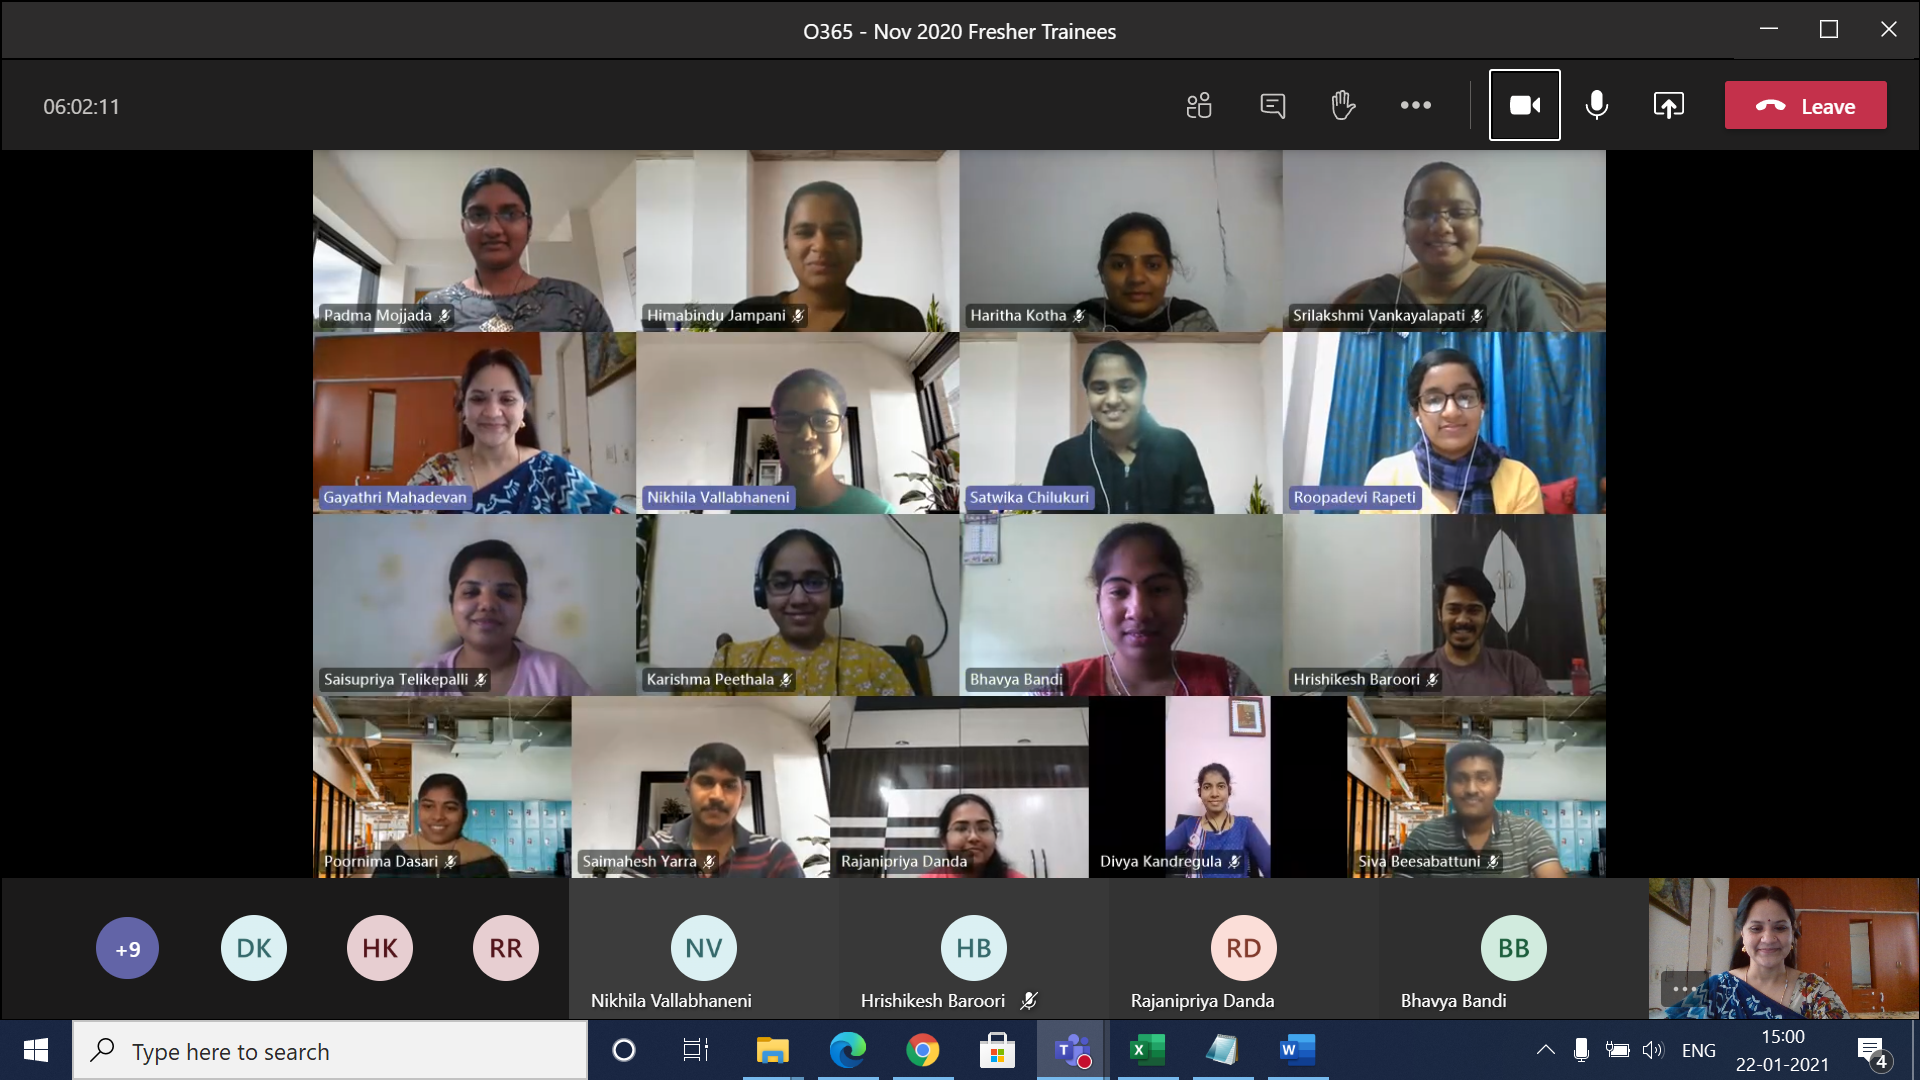 O365 - Nov 2020 Fresher Trainees
06:02:11
Leave
Padma Mojjada
Himabindu Jampani
Haritha Kotha
Srilakshmi Vankayalapati
Gayathri Mahadevan
Nikhila Vallabhaneni
Satwika Chilukuri
Roopadevi Rapeti
Saisupriya Telikepalli
Karishma Peethala
Bhavya Bandi
Hrishikesh Baroori
Poornima Dasari
Saimahesh Yarra
Rajanipriya Danda
Divya Kandregula
Siva Beesabattuni
+9
DK
HK
RR
NV
HB
RD
BB
Nikhila Vallabhaneni
Hrishikesh Baroori
Rajanipriya Danda
Bhavya Bandi
Type here to search
ENG
15:00
22-01-2021
4